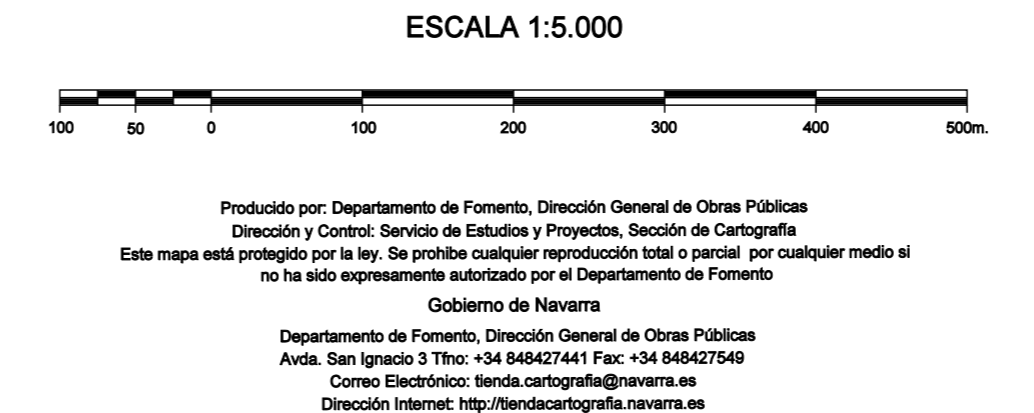 ESCALA 1:5.000
100 50 0 100 200 300 400 500m.
Producido por: Departamento de Fomento, Dirección General de Obras Públicas
Dirección y Control: Servicio de Estudios y Proyectos, Sección de Cartografía
Este mapa está protegido por la ley. Se prohibe cualquier reproducción total o parcial por cualquier medio si
no ha sido expresamente autorizado por el Departamento de Fomento
Gobierno de Navarra
Departamento de Fomento, Dirección General de Obras Públicas
Avda. San Ignacio 3 Tfno: +34 848427441 Fax: +34 848427549
Correo Electrónico: tienda.cartografia@navarra.es
Dirección Internet: http://tiendacartografia.navarra.es